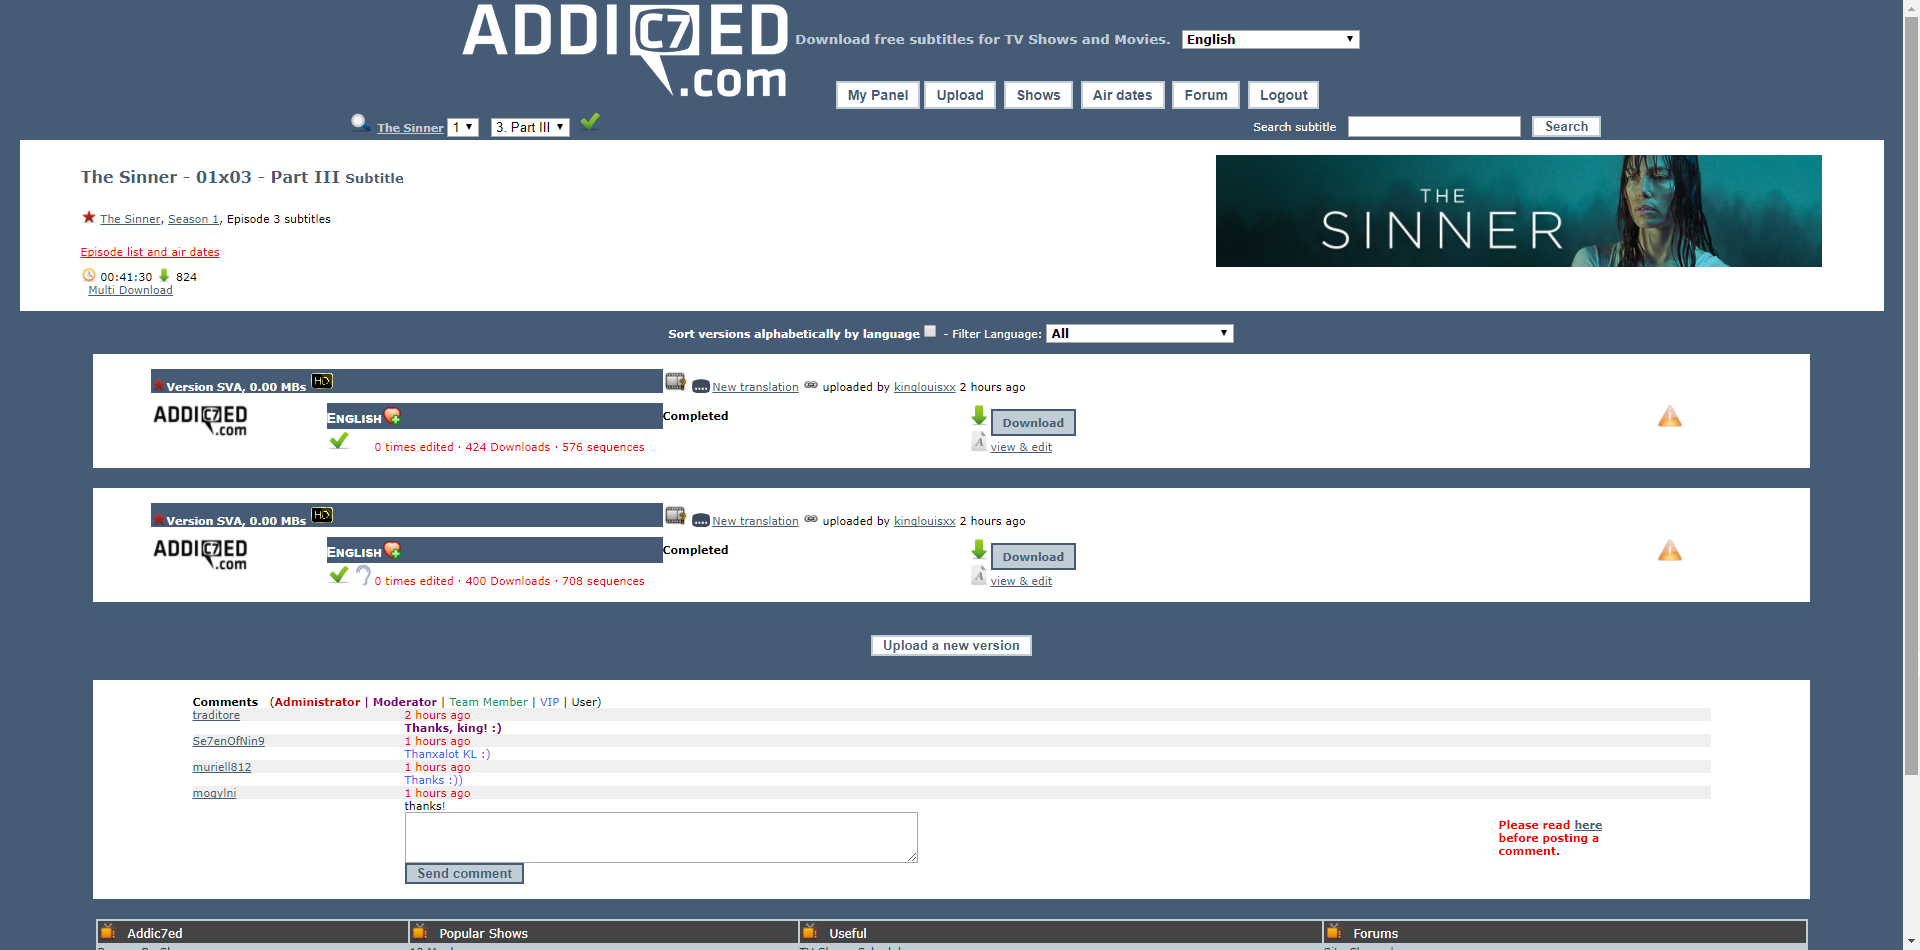 ADDIC7ED
.com
Download free subtitles for TV Shows and Movies. English
My Panel Upload Shows Air dates Forum Logout
The Sinner 1 3. Part III Search subtitle Search
The Sinner - 01x03 - Part III Subtitle
THE
SINNER
The Sinner, Season 1, Episode 3 subtitles
Episode list and air dates
00:41:30 824
Multi Download
Sort versions alphabetically by language - Filter Language: All
Version SVA, 0.00 MBs HD New translation uploaded by kinglouisxx 2 hours ago
ADDIC7ED
.com
English Completed Download
0 times edited · 424 Downloads · 576 sequences view & edit
Version SVA, 0.00 MBs HD New translation uploaded by kinglouisxx 2 hours ago
ADDIC7ED
.com
English Completed Download
0 times edited · 400 Downloads · 708 sequences view & edit
Upload a new version
Comments (Administrator | Moderator | Team Member | VIP | User)
traditore 2 hours ago
Thanks, king! :)
Se7enOfNin9 1 hours ago
Thanxalot KL :)
muriell812 1 hours ago
Thanks :))
mogylni 1 hours ago
thanks!
Please read here
before posting a
comment.
Send comment
Addic7ed Popular Shows Useful Forums